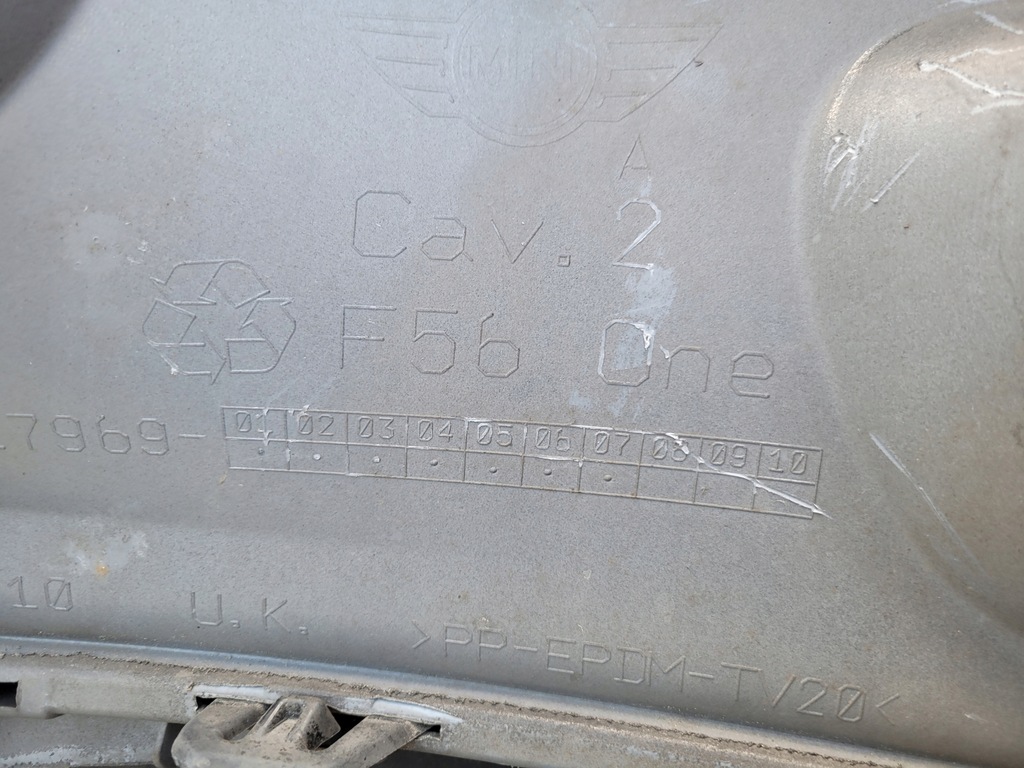 MINI
A
Cav. 2
F56 One
7969- 01 02 03 04 05 06 07 08 09 10
10 U.K. >PP-EPDM-TV20<